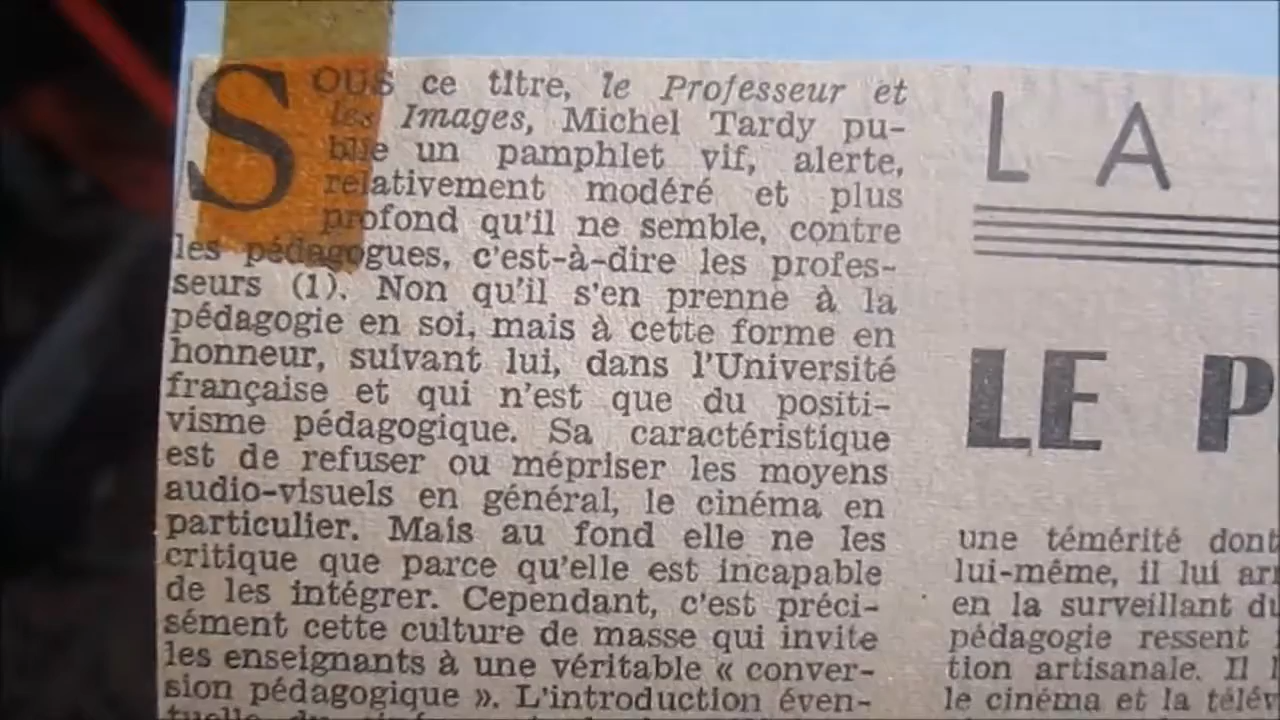 SOUS ce titre, le Professeur et
les Images, Michel Tardy pu-
blie un pamphlet vif, alerte,
relativement modéré et plus
profond qu'il ne semble, contre
les pédagogues, c'est-à-dire les profes-
seurs (1). Non qu'il s'en prenne à la
pédagogie en soi, mais à cette forme en
honneur, suivant lui, dans l'Université
française et qui n'est que du positi-
visme pédagogique. Sa caractéristique
est de refuser ou mépriser les moyens
audio-visuels en général, le cinéma en
particulier. Mais au fond elle ne les
critique que parce qu'elle est incapable
de les intégrer. Cependant, c'est préci-
sément cette culture de masse qui invite
les enseignants à une véritable « conver-
sion pédagogique ». L'introduction éven-
LA
LE P
une témérité dont
lui-même, il lui arr
en la surveillant du
pédagogie ressent
tion artisanale. Il
le cinéma et la télév